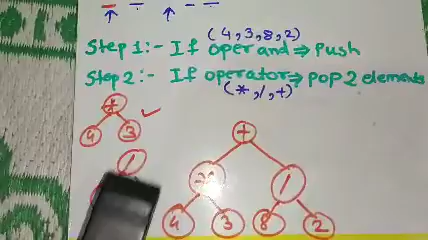 (4,3,8,2)
Step 1:- If operand ⇒ Push
Step 2:- If operator ⇒ POP 2 elements
(*,/,+)
*
4 3
/
+
* /
4 3 8 2